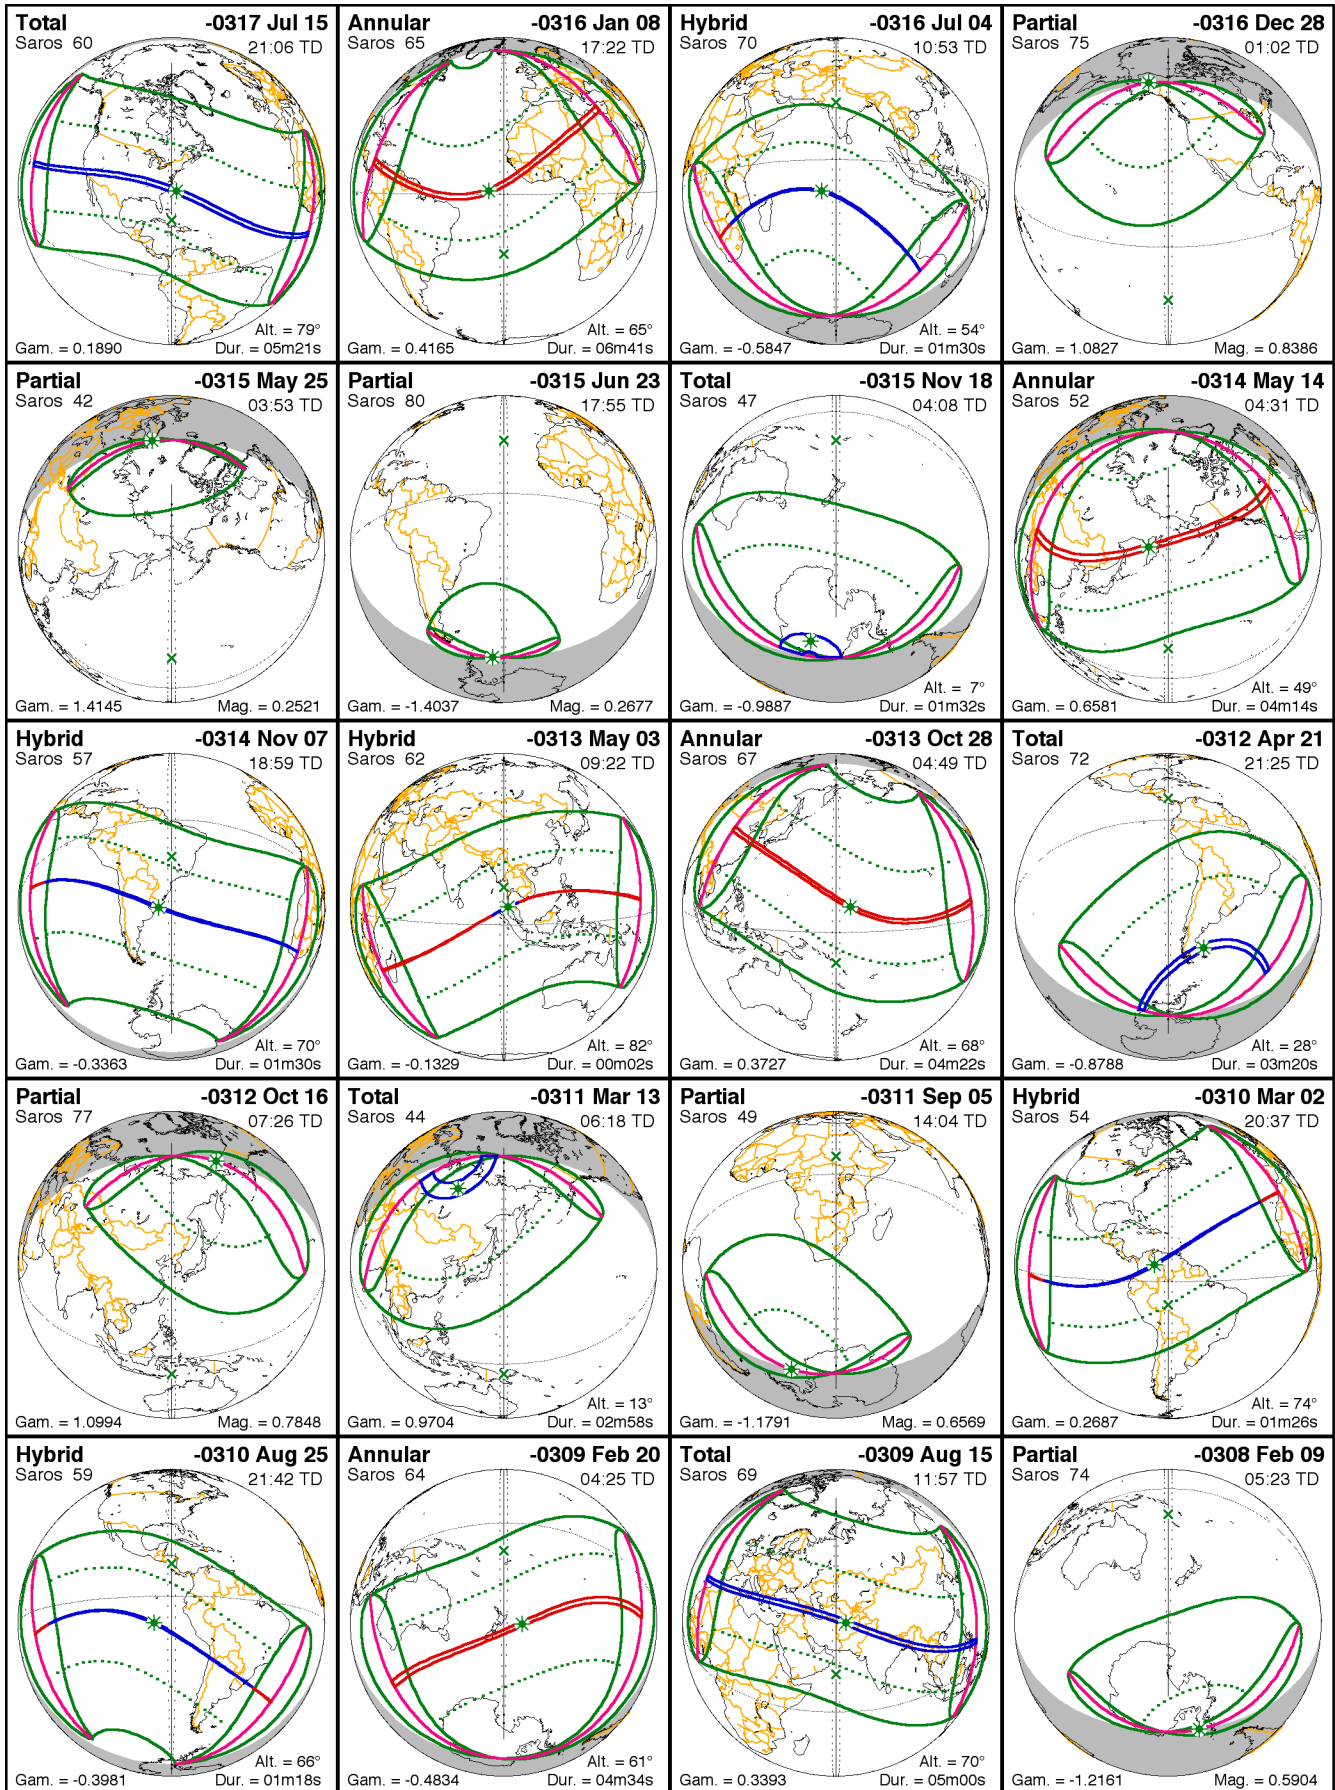 Total -0317 Jul 15
Saros 60 21:06 TD
Alt. = 79°
Gam. = 0.1890 Dur. = 05m21s
Annular -0316 Jan 08
Saros 65 17:22 TD
Alt. = 65°
Gam. = 0.4165 Dur. = 06m41s
Hybrid -0316 Jul 04
Saros 70 10:53 TD
Alt. = 54°
Gam. = -0.5847 Dur. = 01m30s
Partial -0316 Dec 28
Saros 75 01:02 TD
Gam. = 1.0827 Mag. = 0.8386
Partial -0315 May 25
Saros 42 03:53 TD
Gam. = 1.4145 Mag. = 0.2521
Partial -0315 Jun 23
Saros 80 17:55 TD
Gam. = -1.4037 Mag. = 0.2677
Total -0315 Nov 18
Saros 47 04:08 TD
Alt. = 7°
Gam. = -0.9887 Dur. = 01m32s
Annular -0314 May 14
Saros 52 04:31 TD
Alt. = 49°
Gam. = 0.6581 Dur. = 04m14s
Hybrid -0314 Nov 07
Saros 57 18:59 TD
Alt. = 70°
Gam. = -0.3363 Dur. = 01m30s
Hybrid -0313 May 03
Saros 62 09:22 TD
Alt. = 82°
Gam. = -0.1329 Dur. = 00m02s
Annular -0313 Oct 28
Saros 67 04:49 TD
Alt. = 68°
Gam. = 0.3727 Dur. = 04m22s
Total -0312 Apr 21
Saros 72 21:25 TD
Alt. = 28°
Gam. = -0.8788 Dur. = 03m20s
Partial -0312 Oct 16
Saros 77 07:26 TD
Gam. = 1.0994 Mag. = 0.7848
Total -0311 Mar 13
Saros 44 06:18 TD
Alt. = 13°
Gam. = 0.9704 Dur. = 02m58s
Partial -0311 Sep 05
Saros 49 14:04 TD
Gam. = -1.1791 Mag. = 0.6569
Hybrid -0310 Mar 02
Saros 54 20:37 TD
Alt. = 74°
Gam. = 0.2687 Dur. = 01m26s
Hybrid -0310 Aug 25
Saros 59 21:42 TD
Alt. = 66°
Gam. = -0.3981 Dur. = 01m18s
Annular -0309 Feb 20
Saros 64 04:25 TD
Alt. = 61°
Gam. = -0.4834 Dur. = 04m34s
Total -0309 Aug 15
Saros 69 11:57 TD
Alt. = 70°
Gam. = 0.3393 Dur. = 05m00s
Partial -0308 Feb 09
Saros 74 05:23 TD
Gam. = -1.2161 Mag. = 0.5904